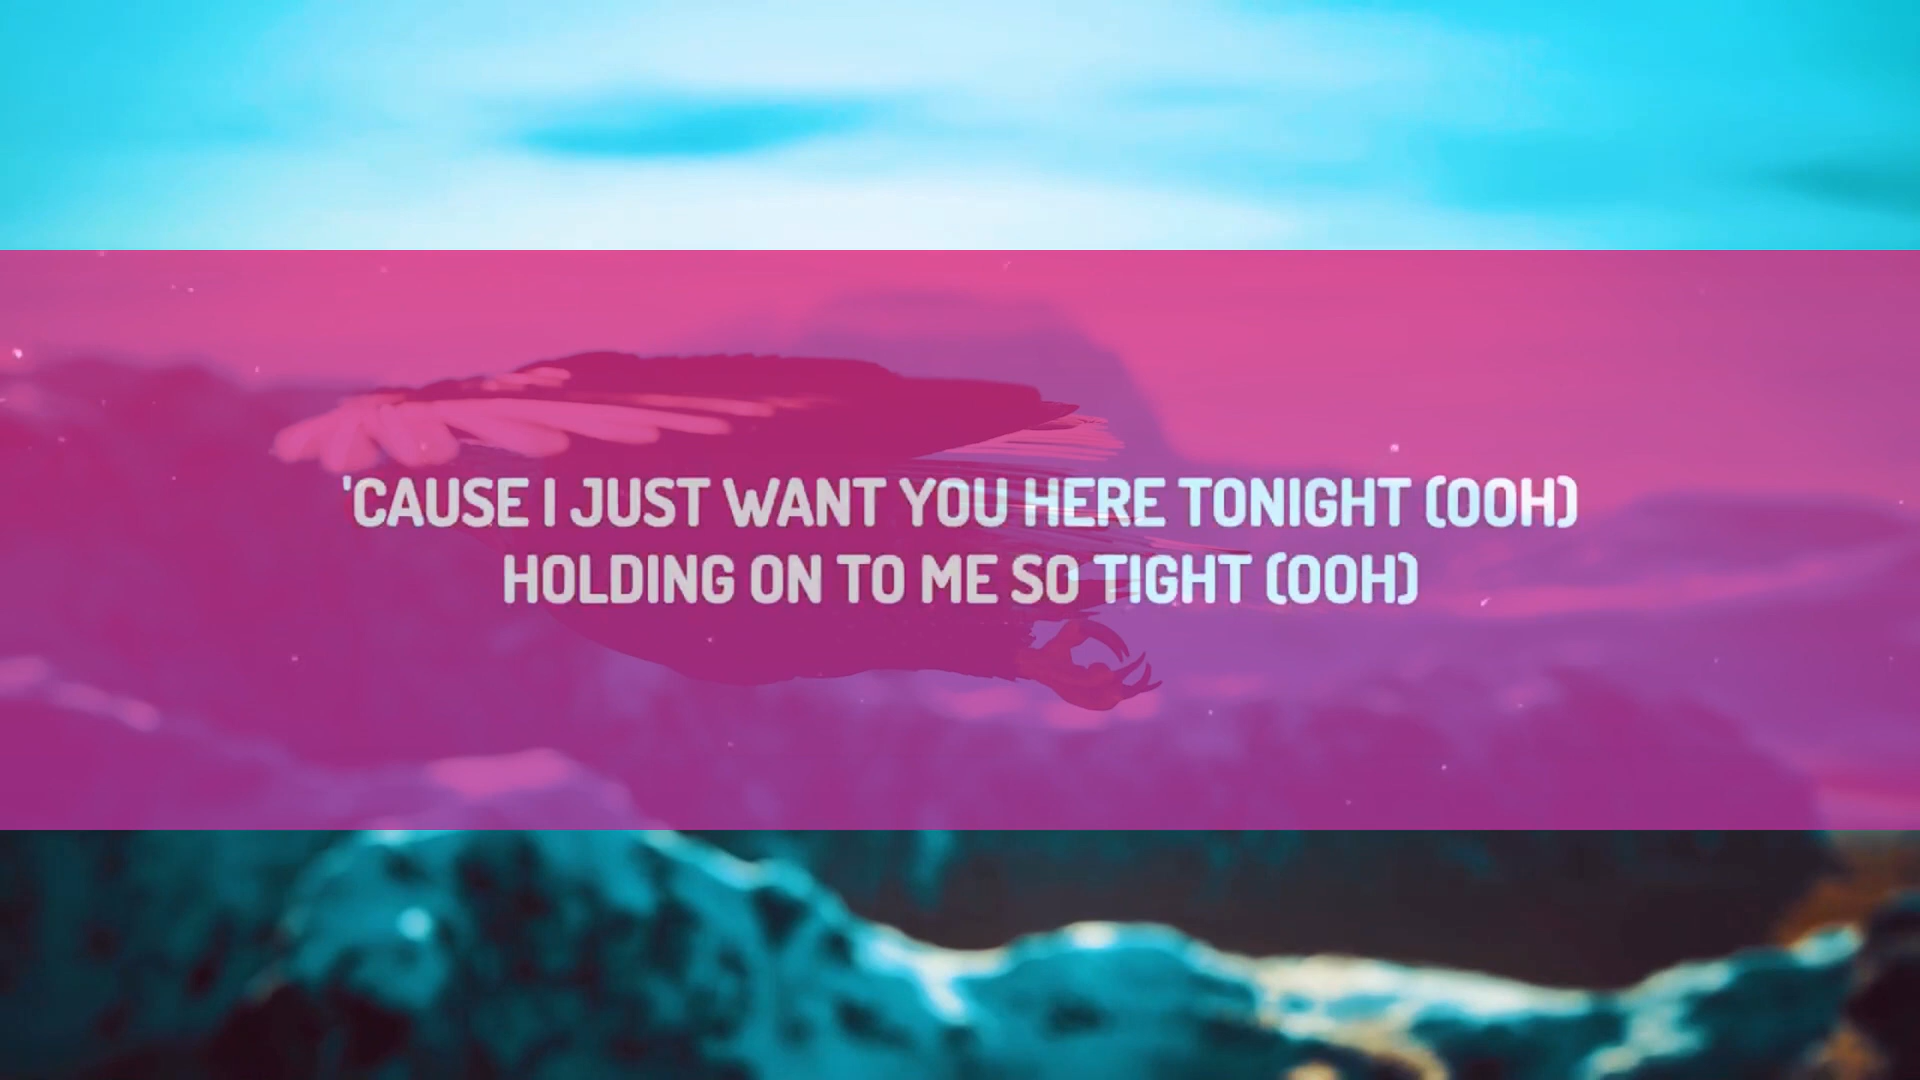 'CAUSE I JUST WANT YOU HERE TONIGHT (OOH)
HOLDING ON TO ME SO TIGHT (OOH)